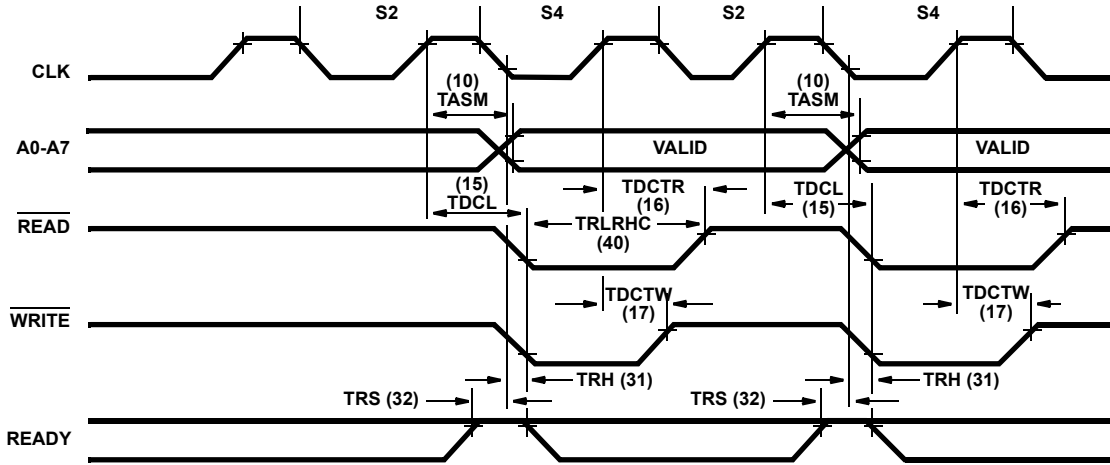 S2
S4
S2
S4
CLK
(10)
TASM
(10)
TASM
A0-A7
VALID
VALID
(15)
TDCL
TDCTR
(16)
TDCL
(15)
TDCTR
(16)
READ
TRLRHC
(40)
TDCTW
(17)
TDCTW
(17)
WRITE
TRH (31)
TRH (31)
TRS (32)
TRS (32)
READY